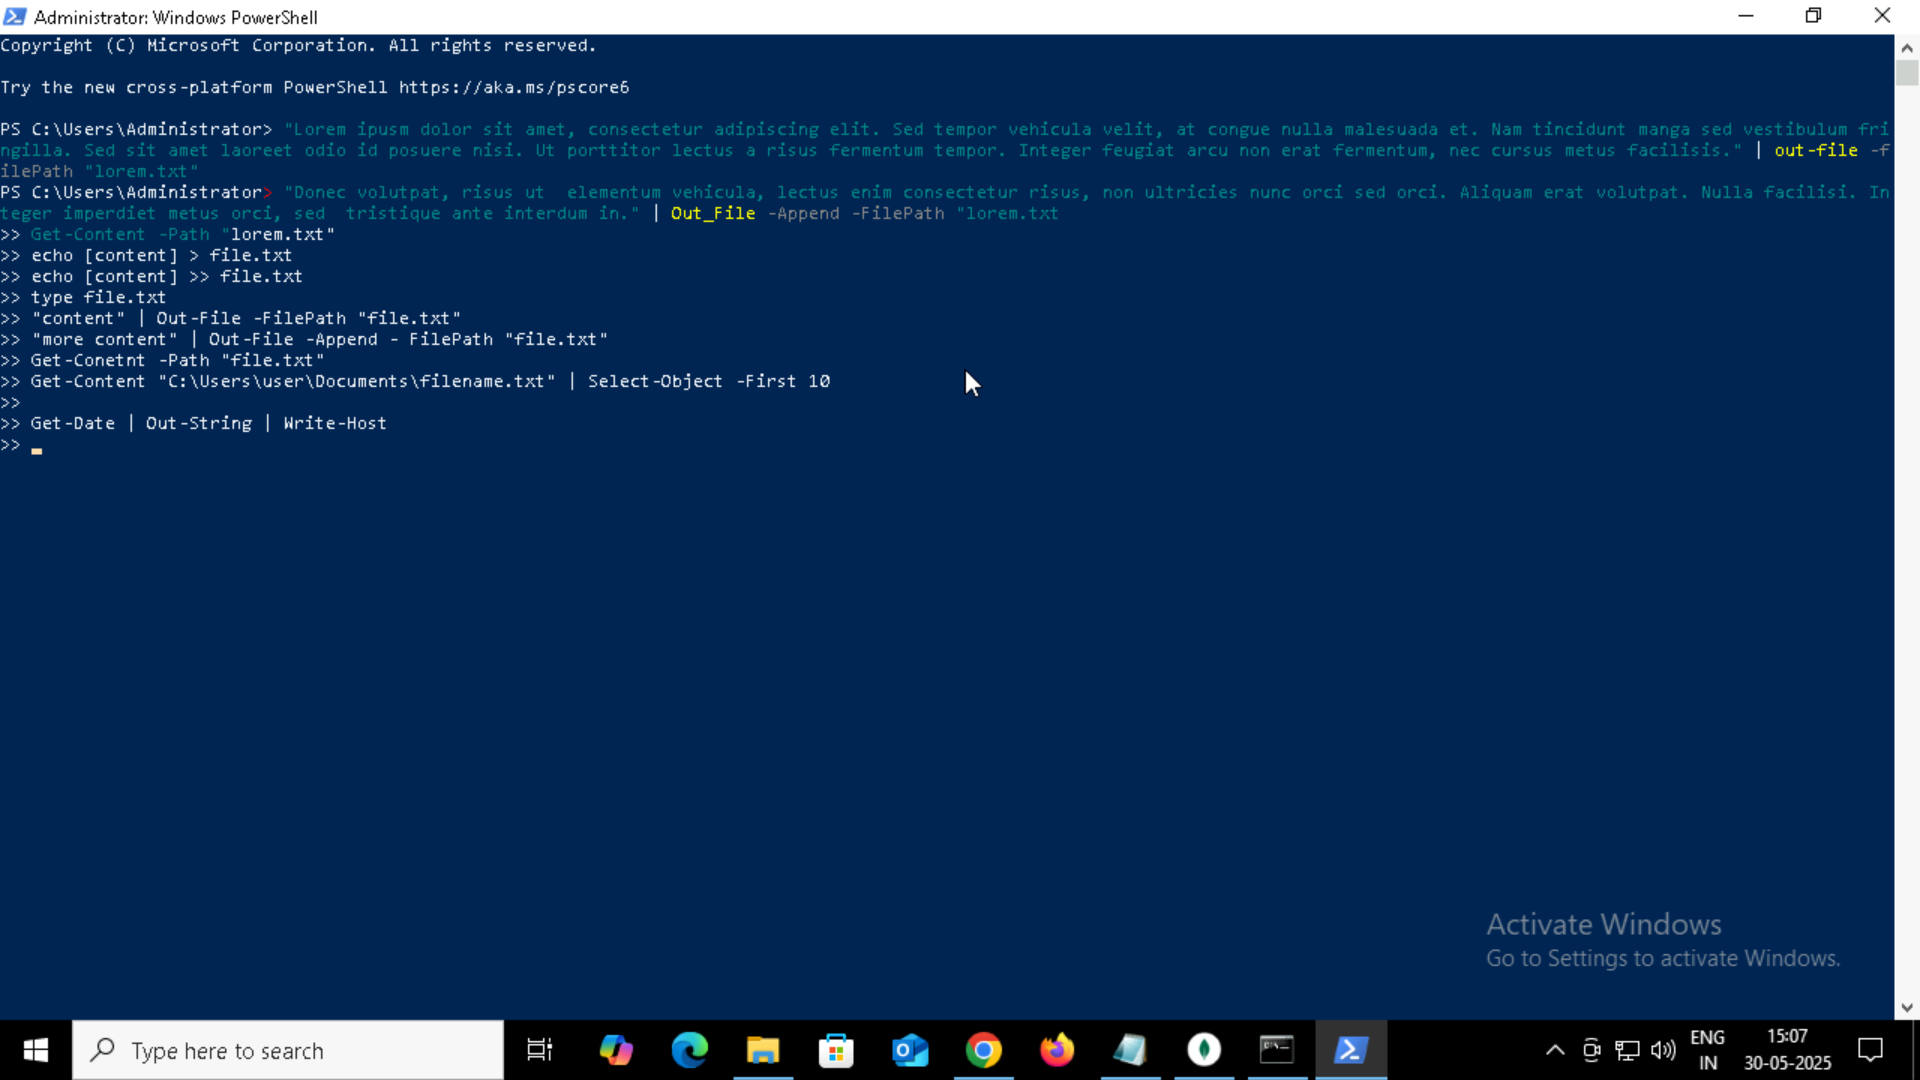 Administrator: Windows PowerShell
Copyright (C) Microsoft Corporation. All rights reserved.
Try the new cross-platform PowerShell https://aka.ms/pscore6
PS C:\Users\Administrator> "Lorem ipusm dolor sit amet, consectetur adipiscing elit. Sed tempor vehicula velit, at congue nulla malesuada et. Nam tincidunt manga sed vestibulum fri
ngilla. Sed sit amet laoreet odio id posuere nisi. Ut porttitor lectus a risus fermentum tempor. Integer feugiat arcu non erat fermentum, nec cursus metus facilisis." | out-file -f
ilePath "lorem.txt"
PS C:\Users\Administrator> "Donec volutpat, risus ut  elementum vehicula, lectus enim consectetur risus, non ultricies nunc orci sed orci. Aliquam erat volutpat. Nulla facilisi. In
teger imperdiet metus orci, sed  tristique ante interdum in." | Out_File -Append -FilePath "lorem.txt
>> Get-Content -Path "lorem.txt"
>> echo [content] > file.txt
>> echo [content] >> file.txt
>> type file.txt
>> "content" | Out-File -FilePath "file.txt"
>> "more content" | Out-File -Append - FilePath "file.txt"
>> Get-Conetnt -Path "file.txt"
>> Get-Content "C:\Users\user\Documents\filename.txt" | Select-Object -First 10
>>
>> Get-Date | Out-String | Write-Host
>>
Activate Windows
Go to Settings to activate Windows.
Type here to search
ENG
IN
15:07
30-05-2025